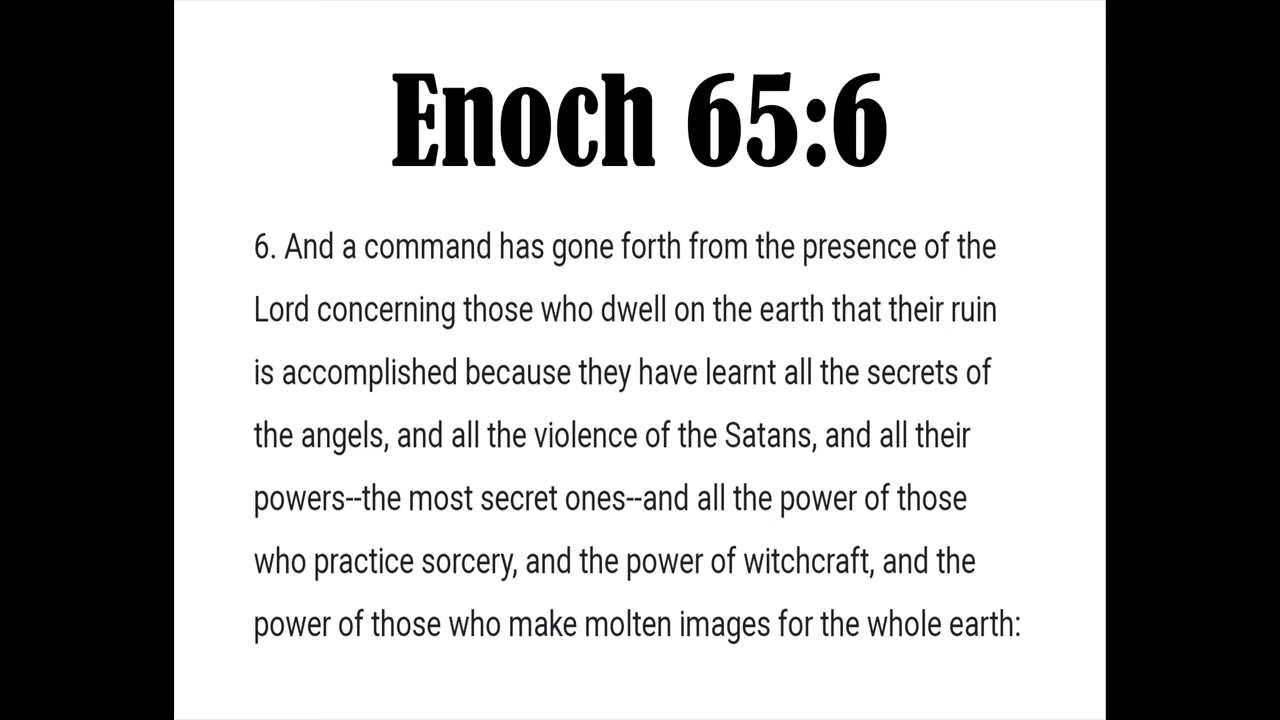 Enoch 65:6
6. And a command has gone forth from the presence of the
Lord concerning those who dwell on the earth that their ruin
is accomplished because they have learnt all the secrets of
the angels, and all the violence of the Satans, and all their
powers--the most secret ones--and all the power of those
who practice sorcery, and the power of witchcraft, and the
power of those who make molten images for the whole earth: